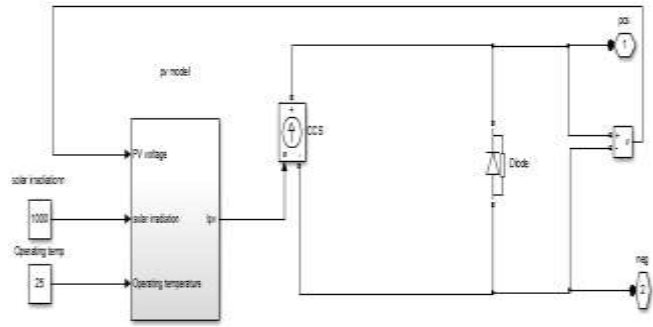 pos
1
pv model
+
CCS
PV voltage
+
-
v
Diode
solar irradiationn
1000
solar irradiation
Ipv
Operating temp
25
Operating temperature
neg
2